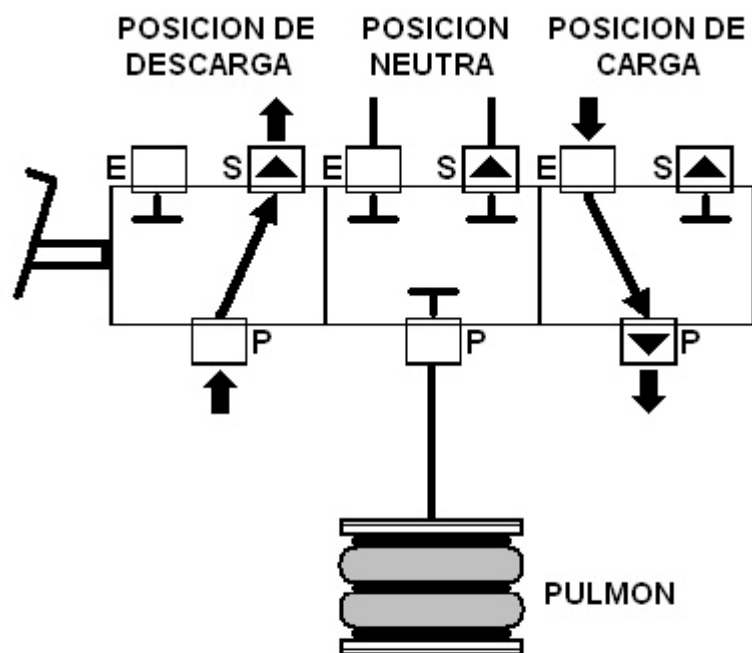 POSICION DE
DESCARGA
POSICION
NEUTRA
POSICION DE
CARGA
E S E S E S
P P P
PULMON